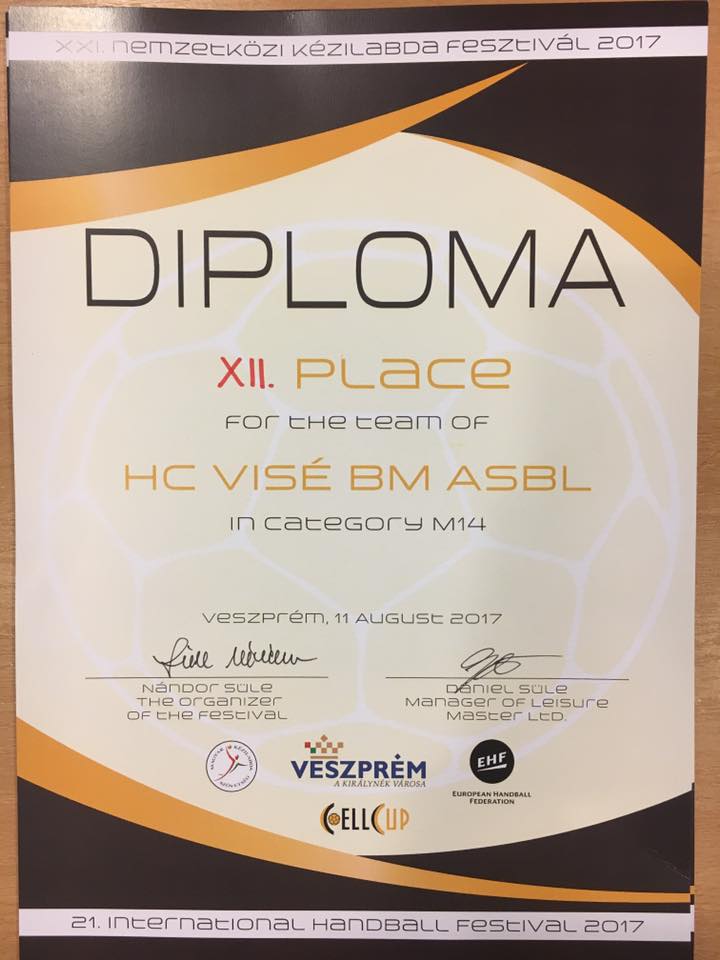 XXI. Nemzetközi Kézilabda Fesztivál 2017
DIPLOMA
XII. Place
for the team of
HC VISÉ BM ASBL
in category M14
Veszprém, 11 August 2017
Nándor Süle
The organizer
of the festival
Dániel Süle
Manager of Leisure
Master Ltd.
VESZPRÉM
A KIRÁLYNÉK VÁROSA
EHF
EUROPEAN HANDBALL
FEDERATION
CELLCUP
21. International Handball Festival 2017